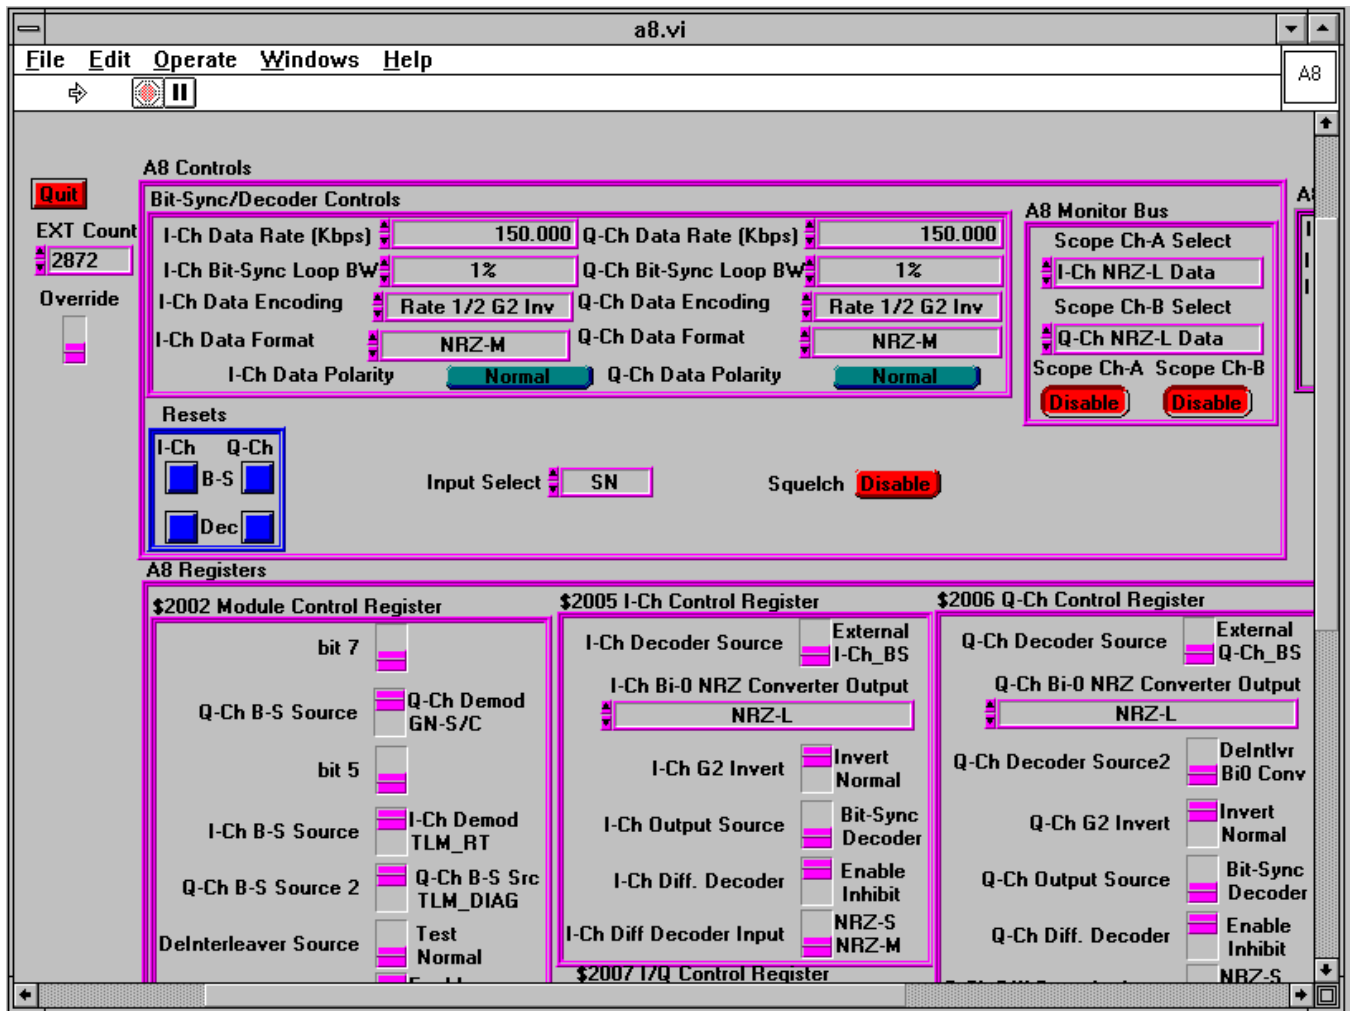 a8.vi
File Edit Operate Windows Help
A8
A8 Controls
Quit
EXT Count
2872
Override
Bit-Sync/Decoder Controls
I-Ch Data Rate (Kbps) 150.000 Q-Ch Data Rate (Kbps) 150.000
I-Ch Bit-Sync Loop BW 1% Q-Ch Bit-Sync Loop BW 1%
I-Ch Data Encoding Rate 1/2 G2 Inv Q-Ch Data Encoding Rate 1/2 G2 Inv
I-Ch Data Format NRZ-M Q-Ch Data Format NRZ-M
I-Ch Data Polarity Normal Q-Ch Data Polarity Normal
A8 Monitor Bus
Scope Ch-A Select
I-Ch NRZ-L Data
Scope Ch-B Select
Q-Ch NRZ-L Data
Scope Ch-A Scope Ch-B
Disable Disable
Resets
I-Ch Q-Ch
B-S
Dec
Input Select SN
Squelch Disable
A8 Registers
$2002 Module Control Register
bit 7
Q-Ch B-S Source Q-Ch Demod
GN-S/C
bit 5
I-Ch B-S Source I-Ch Demod
TLM_RT
Q-Ch B-S Source 2 Q-Ch B-S Src
TLM_DIAG
DeInterleaver Source Test
Normal
$2005 I-Ch Control Register
I-Ch Decoder Source External
I-Ch_BS
I-Ch Bi-0 NRZ Converter Output
NRZ-L
I-Ch G2 Invert Invert
Normal
I-Ch Output Source Bit-Sync
Decoder
I-Ch Diff. Decoder Enable
Inhibit
I-Ch Diff Decoder Input NRZ-S
NRZ-M
$2007 I/Q Control Register
$2006 Q-Ch Control Register
Q-Ch Decoder Source External
Q-Ch_BS
Q-Ch Bi-0 NRZ Converter Output
NRZ-L
Q-Ch Decoder Source2 DeIntlvr
Bi0 Conv
Q-Ch G2 Invert Invert
Normal
Q-Ch Output Source Bit-Sync
Decoder
Q-Ch Diff. Decoder Enable
Inhibit
NRZ-S